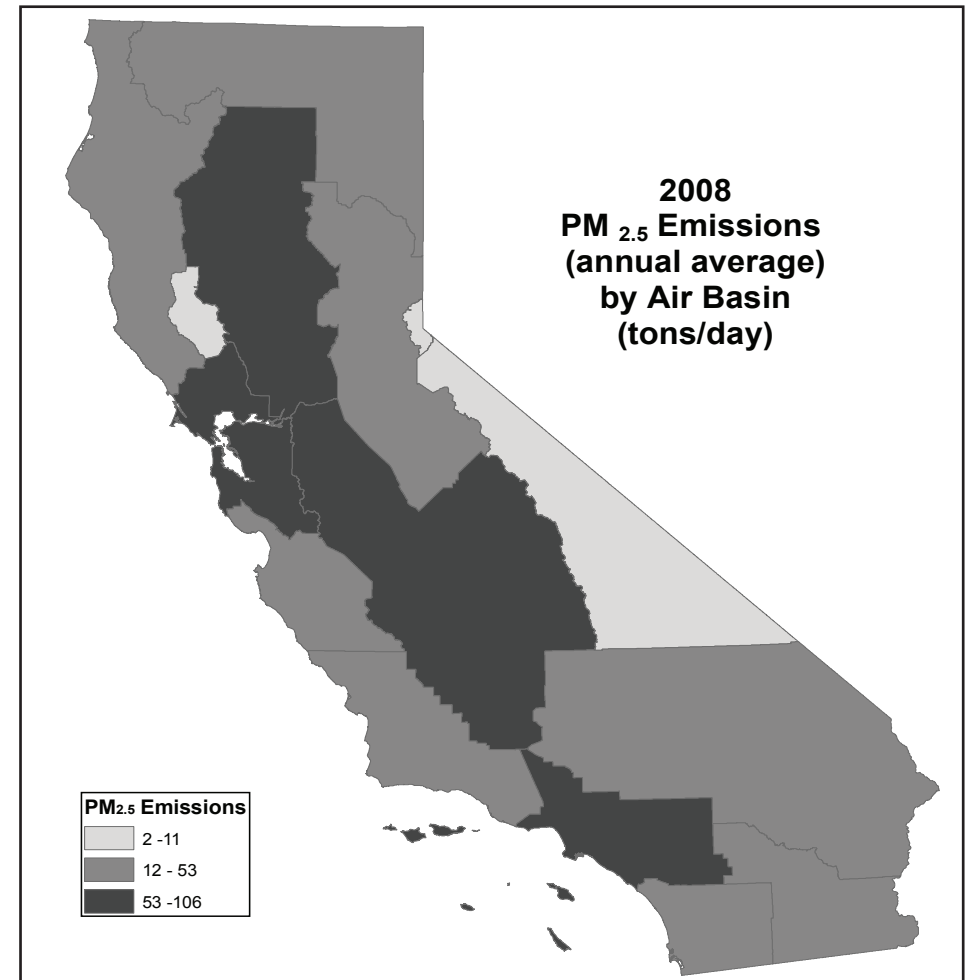 2008
PM 2.5 Emissions
(annual average)
by Air Basin
(tons/day)
PM2.5 Emissions
2 -11
12 - 53
53 -106